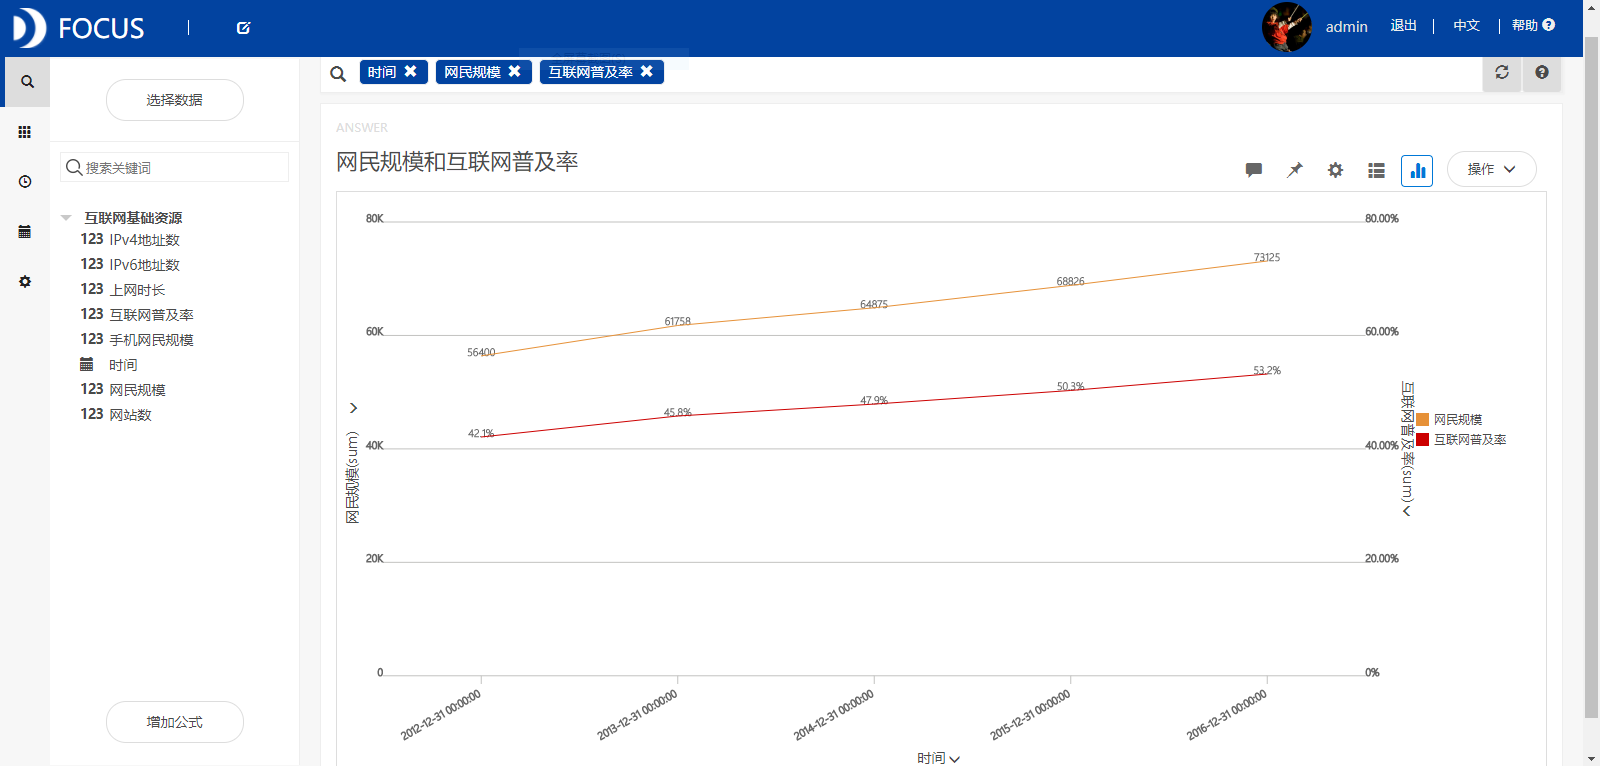 FOCUS
admin
退出
中文
帮助
时间
网民规模
互联网普及率
选择数据
搜索关键词
互联网基础资源
123 IPv4地址数
123 IPv6地址数
123 上网时长
123 互联网普及率
123 手机网民规模
时间
123 网民规模
123 网站数
增加公式
ANSWER
网民规模和互联网普及率
操作
80K
60K
40K
20K
0
网民规模(sum)
56400
61758
64875
68826
73125
42.1%
45.8%
47.9%
50.3%
53.2%
80.00%
60.00%
40.00%
20.00%
0%
互联网普及率(sum)
网民规模
互联网普及率
2012-12-31 00:00:00
2013-12-31 00:00:00
2014-12-31 00:00:00
2015-12-31 00:00:00
2016-12-31 00:00:00
时间